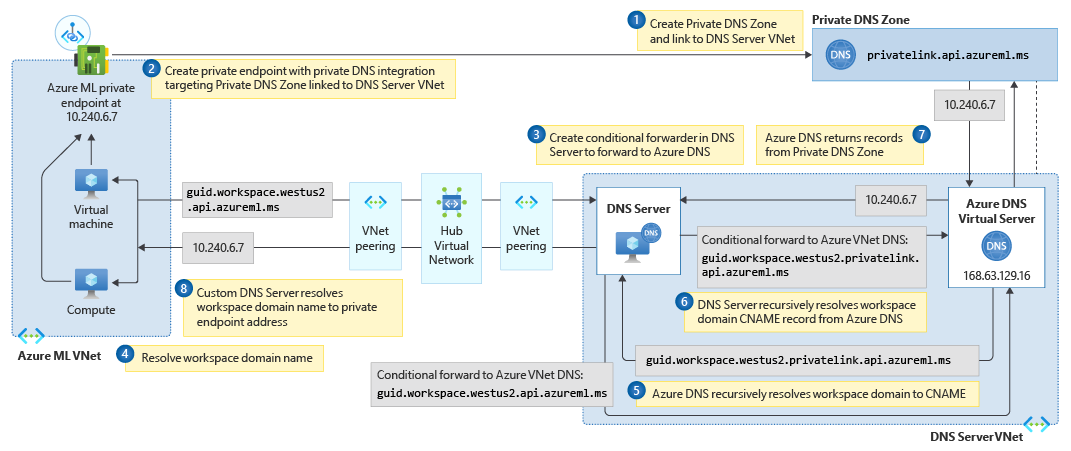 Private DNS Zone
1
Create Private DNS Zone
and link to DNS Server VNet
DNS
privatelink.api.azureml.ms
2
Create private endpoint with private DNS integration
targeting Private DNS Zone linked to DNS Server VNet
Azure ML private
endpoint at
10.240.6.7
10.240.6.7
3
Create conditional forwarder in DNS
Server to forward to Azure DNS
7
Azure DNS returns records
from Private DNS Zone
Virtual
machine
guid.workspace.westus2
.api.azureml.ms
VNet
peering
Hub
Virtual
Network
VNet
peering
DNS Server
DNS
10.240.6.7
Azure DNS
Virtual Server
DNS
168.63.129.16
10.240.6.7
Conditional forward to Azure VNet DNS:
guid.workspace.westus2.privatelink.
api.azureml.ms
Compute
8
Custom DNS Server resolves
workspace domain name to private
endpoint address
6
DNS Server recursively resolves workspace
domain CNAME record from Azure DNS
Azure ML VNet
4
Resolve workspace domain name
guid.workspace.westus2.privatelink.api.azureml.ms
Conditional forward to Azure VNet DNS:
guid.workspace.westus2.api.azureml.ms
5
Azure DNS recursively resolves workspace domain to CNAME
DNS Server VNet